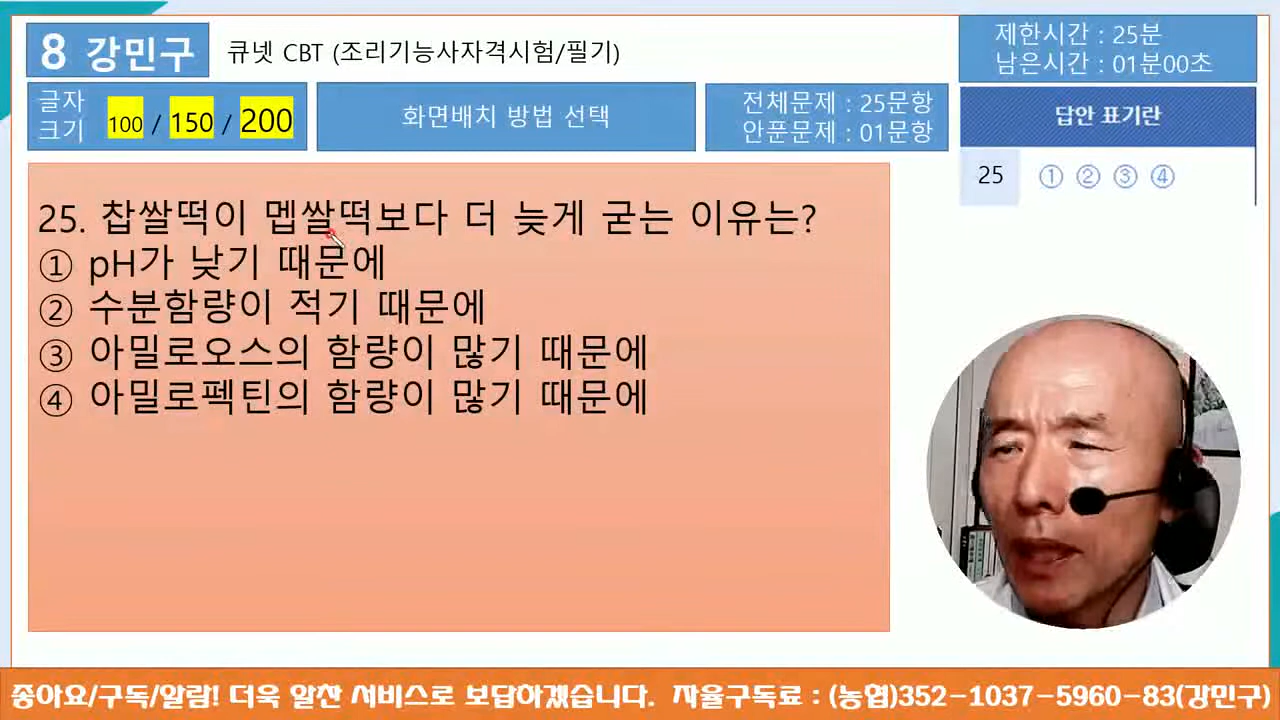 8 강민구
큐넷 CBT (조리기능사자격시험/필기)
제한시간 : 25분
남은시간 : 01분00초
글자
크기
100 / 150 / 200
화면배치 방법 선택
전체문제 : 25문항
안푼문제 : 01문항
답안 표기란
25 ① ② ③ ④
25. 찹쌀떡이 멥쌀떡보다 더 늦게 굳는 이유는?
① pH가 낮기 때문에
② 수분함량이 적기 때문에
③ 아밀로오스의 함량이 많기 때문에
④ 아밀로펙틴의 함량이 많기 때문에
종아요/구독/알람! 더욱 알찬 서비스로 보답하겠습니다. 자율구독료 : (농협)352-1037-5960-83(강민구)